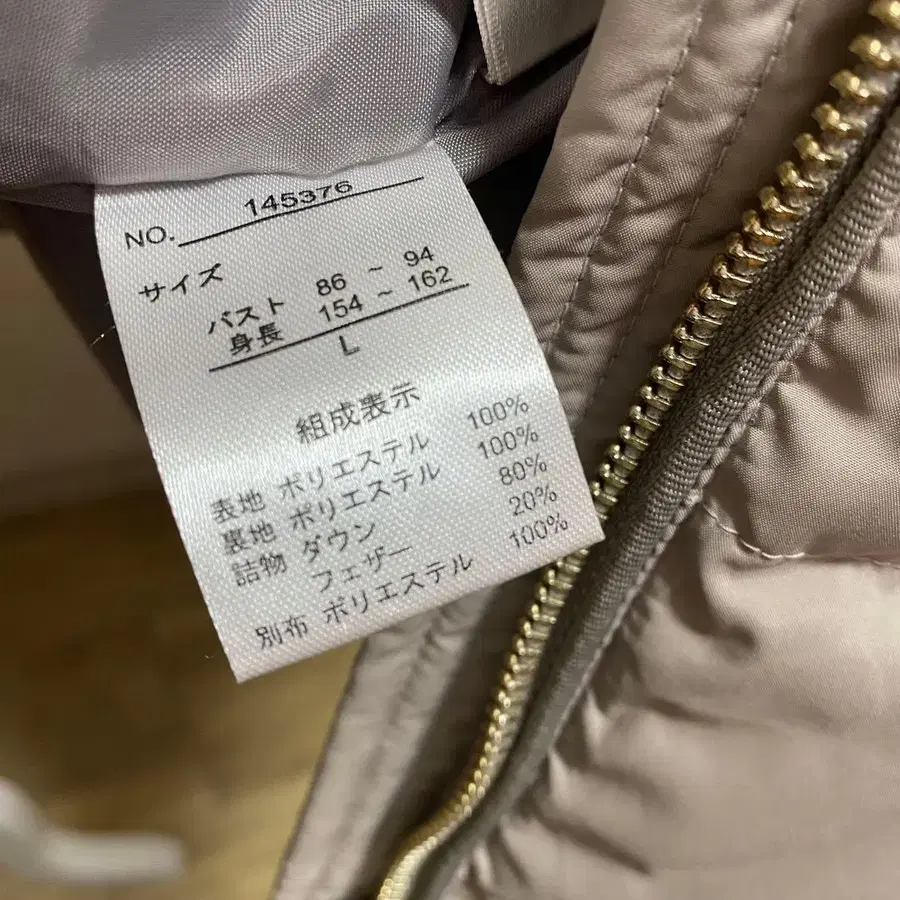 NO. 145376
サイズ
バスト 86 ~ 94
身長 154 ~ 162
L
組成表示
表地 ポリエステル 100%
裏地 ポリエステル 100%
詰物 ダウン 80%
フェザー 20%
別布 ポリエステル 100%